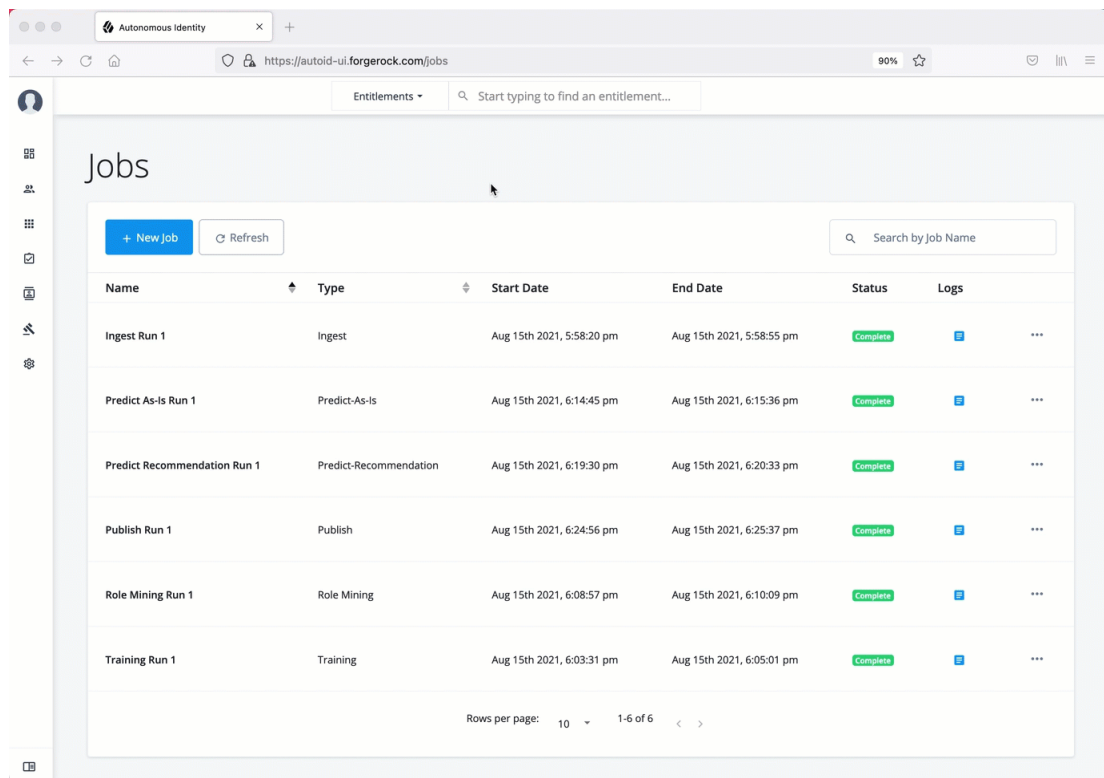 Autonomous Identity
https://autoid-ui.forgerock.com/jobs
90%
Entitlements
Start typing to find an entitlement...
Jobs
+ New Job
Refresh
Search by Job Name
Name Type Start Date End Date Status Logs
Ingest Run 1 Ingest Aug 15th 2021, 5:58:20 pm Aug 15th 2021, 5:58:55 pm Complete
Predict As-Is Run 1 Predict-As-Is Aug 15th 2021, 6:14:45 pm Aug 15th 2021, 6:15:36 pm Complete
Predict Recommendation Run 1 Predict-Recommendation Aug 15th 2021, 6:19:30 pm Aug 15th 2021, 6:20:33 pm Complete
Publish Run 1 Publish Aug 15th 2021, 6:24:56 pm Aug 15th 2021, 6:25:37 pm Complete
Role Mining Run 1 Role Mining Aug 15th 2021, 6:08:57 pm Aug 15th 2021, 6:10:09 pm Complete
Training Run 1 Training Aug 15th 2021, 6:03:31 pm Aug 15th 2021, 6:05:01 pm Complete
Rows per page: 10 1-6 of 6